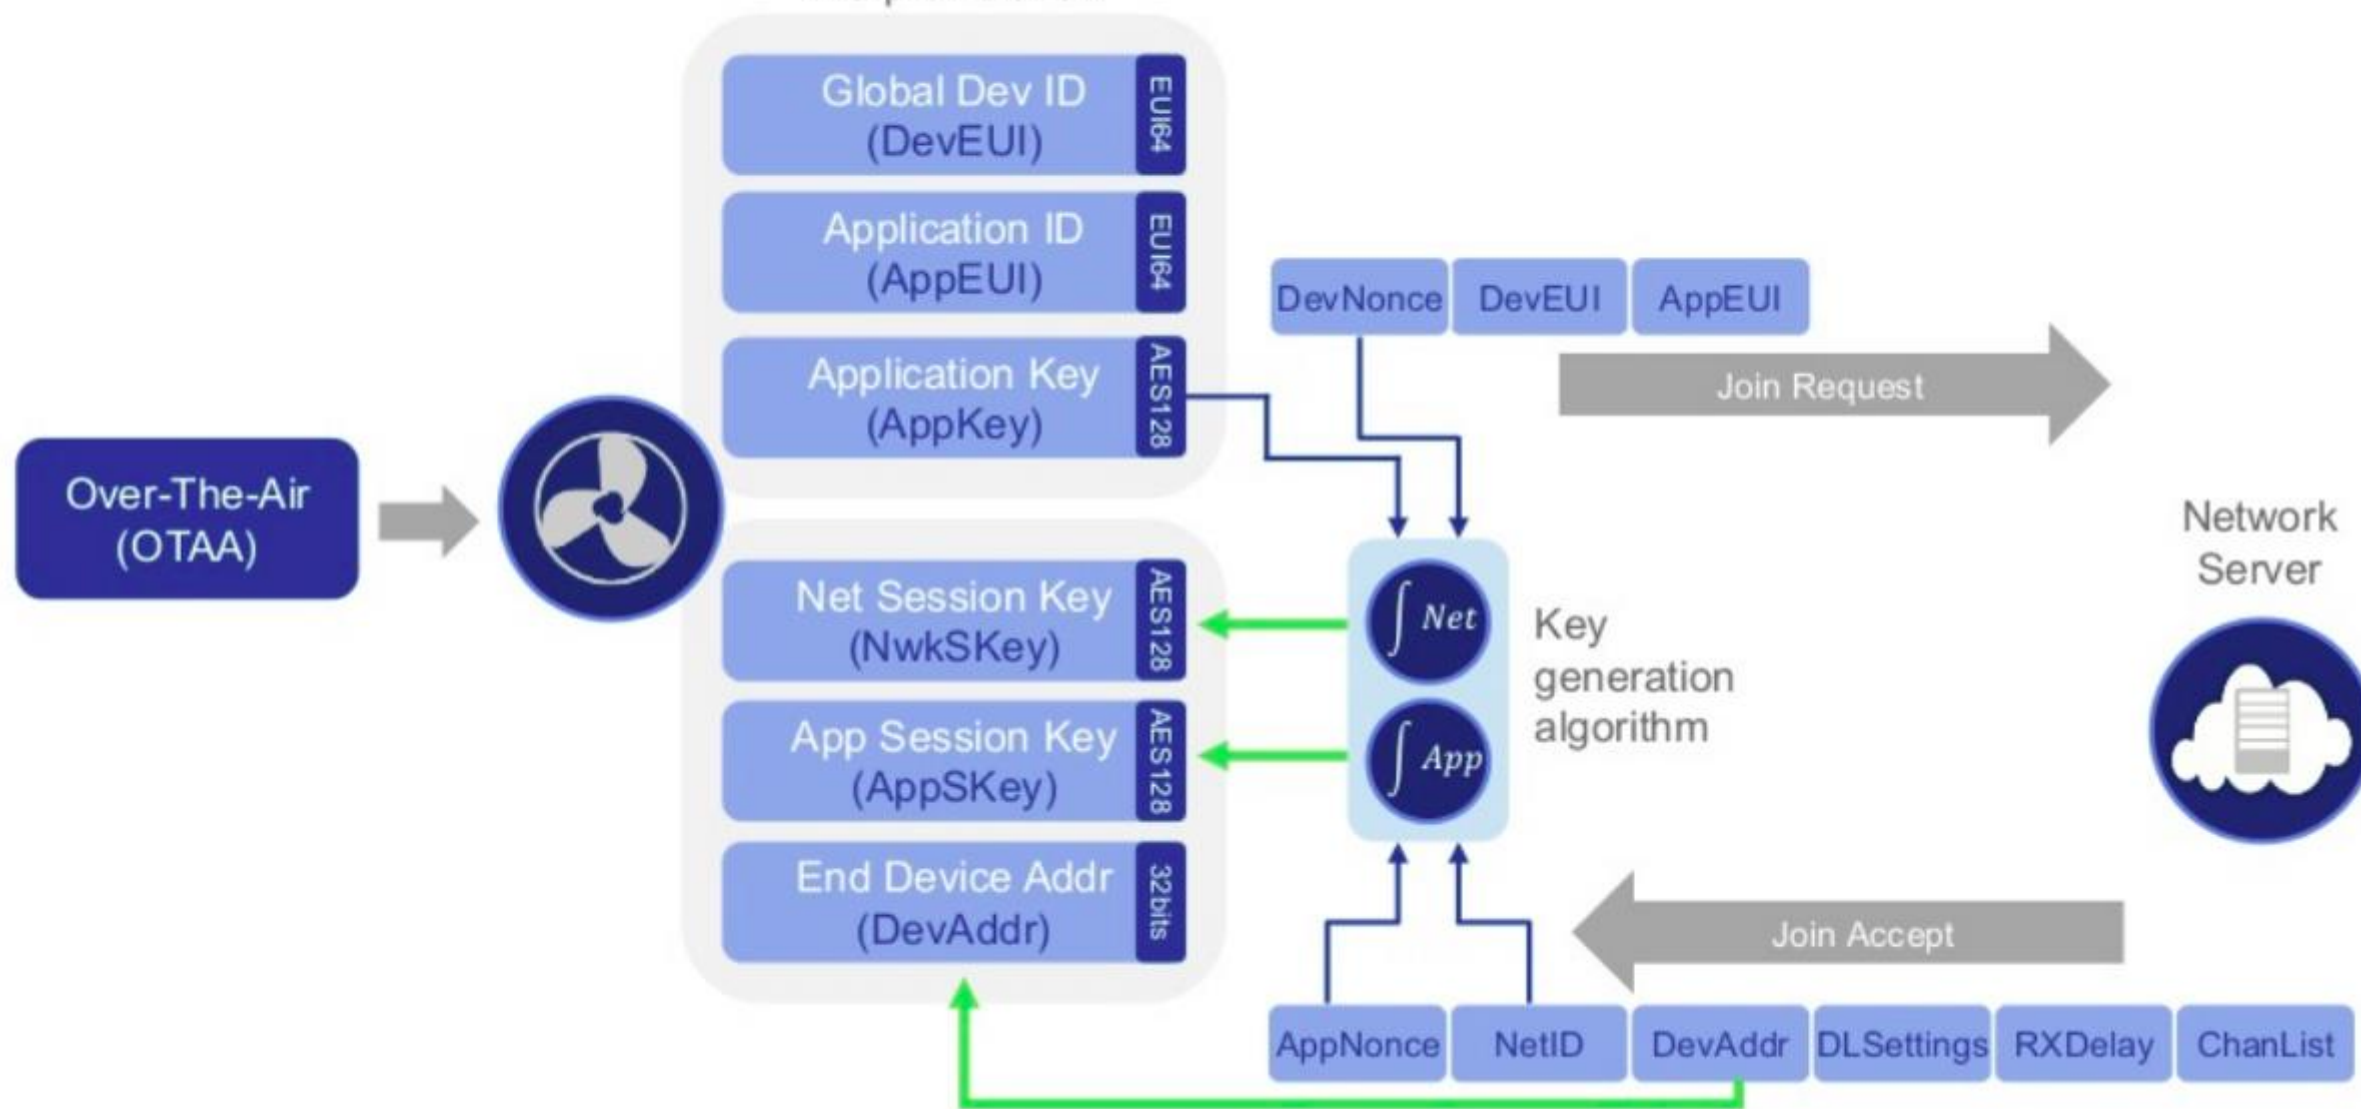 Global Dev ID
(DevEUI)
EUI64
Application ID
(AppEUI)
EUI64
Application Key
(AppKey)
AES128
DevNonce
DevEUI
AppEUI
Join Request
Over-The-Air
(OTAA)
Net Session Key
(NwkSKey)
AES128
App Session Key
(AppSKey)
AES128
End Device Addr
(DevAddr)
32bits
∫ Net
∫ App
Key
generation
algorithm
Network
Server
Join Accept
AppNonce
NetID
DevAddr
DLSettings
RXDelay
ChanList